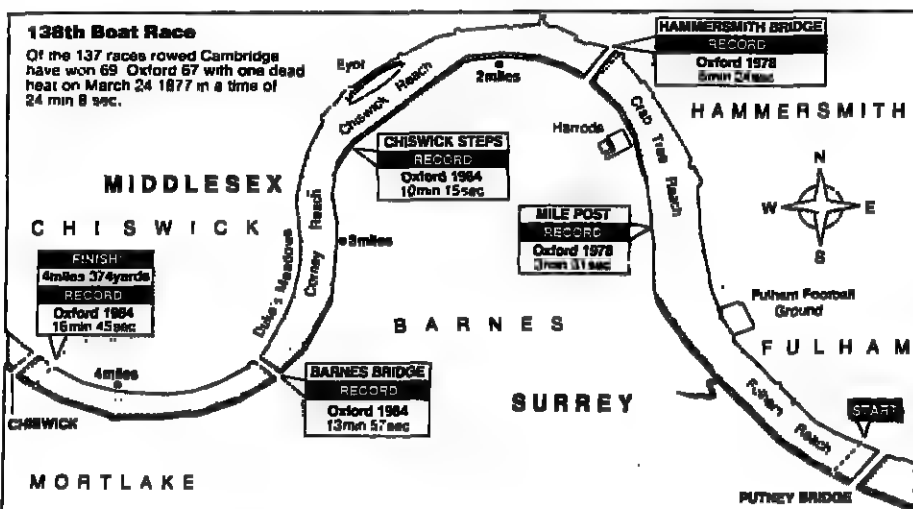 138th Boat Race
Of the 137 races rowed Cambridge
have won 69 Oxford 67 with one dead
heat on March 24 1877 in a time of
24 min 8 sec.
Eyot
Chiswick Reach
2miles
HAMMERSMITH BRIDGE
RECORD
Oxford 1978
6min 24sec
HAMMERSMITH
Harrods
Crab Tree Reach
CHISWICK STEPS
RECORD
Oxford 1984
10min 15sec
MIDDLESEX
CHISWICK
N
W E
S
MILE POST
RECORD
Oxford 1978
3min 31sec
3miles
Duke's Meadows
Corney Reach
FINISH
4miles 374yards
RECORD
Oxford 1984
16min 45sec
Fulham Football
Ground
BARNES
FULHAM
4miles
BARNES BRIDGE
RECORD
Oxford 1984
13min 57sec
SURREY
Fulham Reach
START
CHISWICK
MORTLAKE
PUTNEY BRIDGE